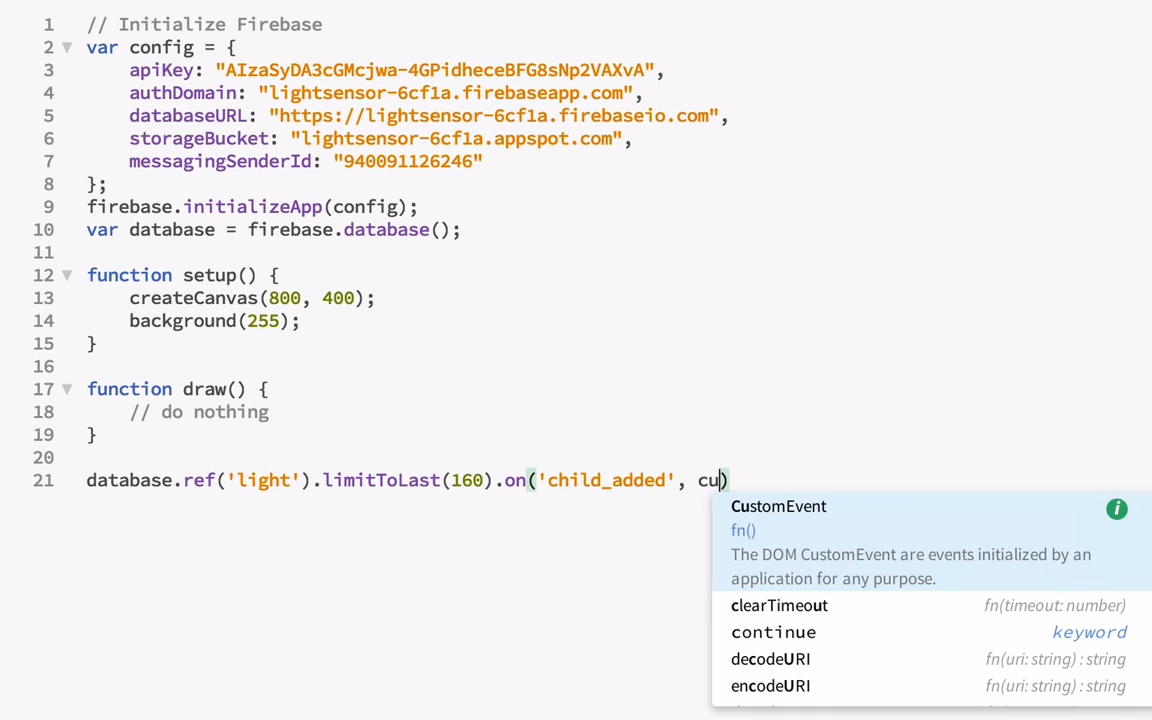 1 // Initialize Firebase
2 var config = {
3 apiKey: "AIzaSyDA3cGMcjwa-4GPidheceBFG8sNp2VAXvA",
4 authDomain: "lightsensor-6cf1a.firebaseapp.com",
5 databaseURL: "https://lightsensor-6cf1a.firebaseio.com",
6 storageBucket: "lightsensor-6cf1a.appspot.com",
7 messagingSenderId: "940091126246"
8 };
9 firebase.initializeApp(config);
10 var database = firebase.database();
11
12 function setup() {
13 createCanvas(800, 400);
14 background(255);
15 }
16
17 function draw() {
18 // do nothing
19 }
20
21 database.ref('light').limitToLast(160).on('child_added', cu)
CustomEvent i
fn()
The DOM CustomEvent are events initialized by an
application for any purpose.
clearTimeout fn(timeout: number)
continue keyword
decodeURI fn(uri: string) : string
encodeURI fn(uri: string) : string